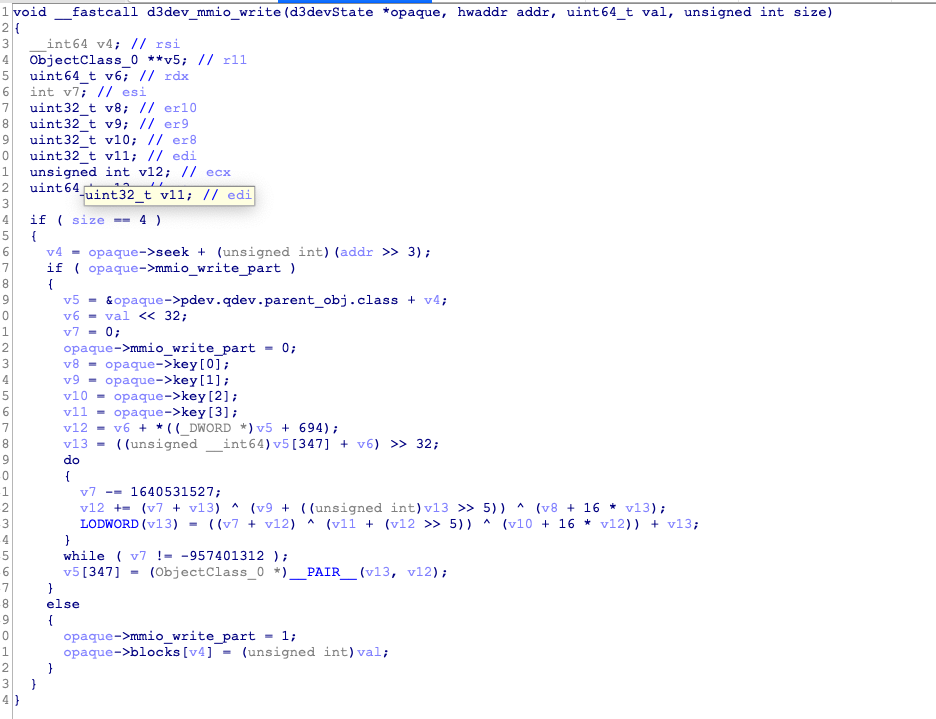 1 void __fastcall d3dev_mmio_write(d3devState *opaque, hwaddr addr, uint64_t val, unsigned int size)
2 {
3   __int64 v4; // rsi
4   ObjectClass_0 **v5; // r11
5   uint64_t v6; // rdx
6   int v7; // esi
7   uint32_t v8; // er10
8   uint32_t v9; // er9
9   uint32_t v10; // er8
0   uint32_t v11; // edi
1   unsigned int v12; // ecx
2   uint64_
uint32_t v11; // edi
3
4   if ( size == 4 )
5   {
6     v4 = opaque->seek + (unsigned int)(addr >> 3);
7     if ( opaque->mmio_write_part )
8     {
9       v5 = &opaque->pdev.qdev.parent_obj.class + v4;
0       v6 = val << 32;
1       v7 = 0;
2       opaque->mmio_write_part = 0;
3       v8 = opaque->key[0];
4       v9 = opaque->key[1];
5       v10 = opaque->key[2];
6       v11 = opaque->key[3];
7       v12 = v6 + *((_DWORD *)v5 + 694);
8       v13 = ((unsigned __int64)v5[347] + v6) >> 32;
9       do
0       {
1         v7 -= 1640531527;
2         v12 += (v7 + v13) ^ (v9 + ((unsigned int)v13 >> 5)) ^ (v8 + 16 * v13);
3         LODWORD(v13) = ((v7 + v12) ^ (v11 + (v12 >> 5)) ^ (v10 + 16 * v12)) + v13;
4       }
5       while ( v7 != -957401312 );
6       v5[347] = (ObjectClass_0 *)__PAIR__(v13, v12);
7     }
8     else
9     {
0       opaque->mmio_write_part = 1;
1       opaque->blocks[v4] = (unsigned int)val;
2     }
3   }
4 }